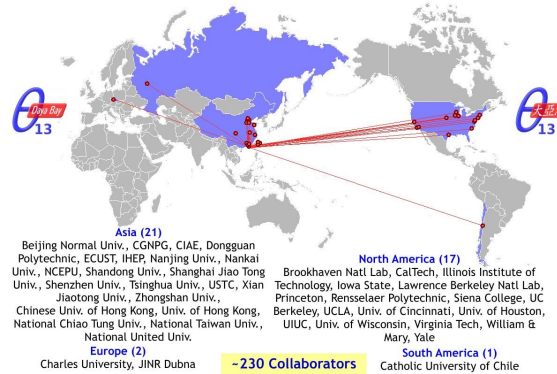 θ Daya Bay
13
θ 大亞
13
Asia (21)
Beijing Normal Univ., CGNPG, CIAE, Dongguan
Polytechnic, ECUST, IHEP, Nanjing Univ., Nankai
Univ., NCEPU, Shandong Univ., Shanghai Jiao Tong
Univ., Shenzhen Univ., Tsinghua Univ., USTC, Xian
Jiaotong Univ., Zhongshan Univ.,
Chinese Univ. of Hong Kong, Univ. of Hong Kong,
National Chiao Tung Univ., National Taiwan Univ.,
National United Univ.
Europe (2)
Charles University, JINR Dubna
~230 Collaborators
North America (17)
Brookhaven Natl Lab, CalTech, Illinois Institute of
Technology, Iowa State, Lawrence Berkeley Natl Lab,
Princeton, Rensselaer Polytechnic, Siena College, UC
Berkeley, UCLA, Univ. of Cincinnati, Univ. of Houston,
UIUC, Univ. of Wisconsin, Virginia Tech, William &
Mary, Yale
South America (1)
Catholic University of Chile